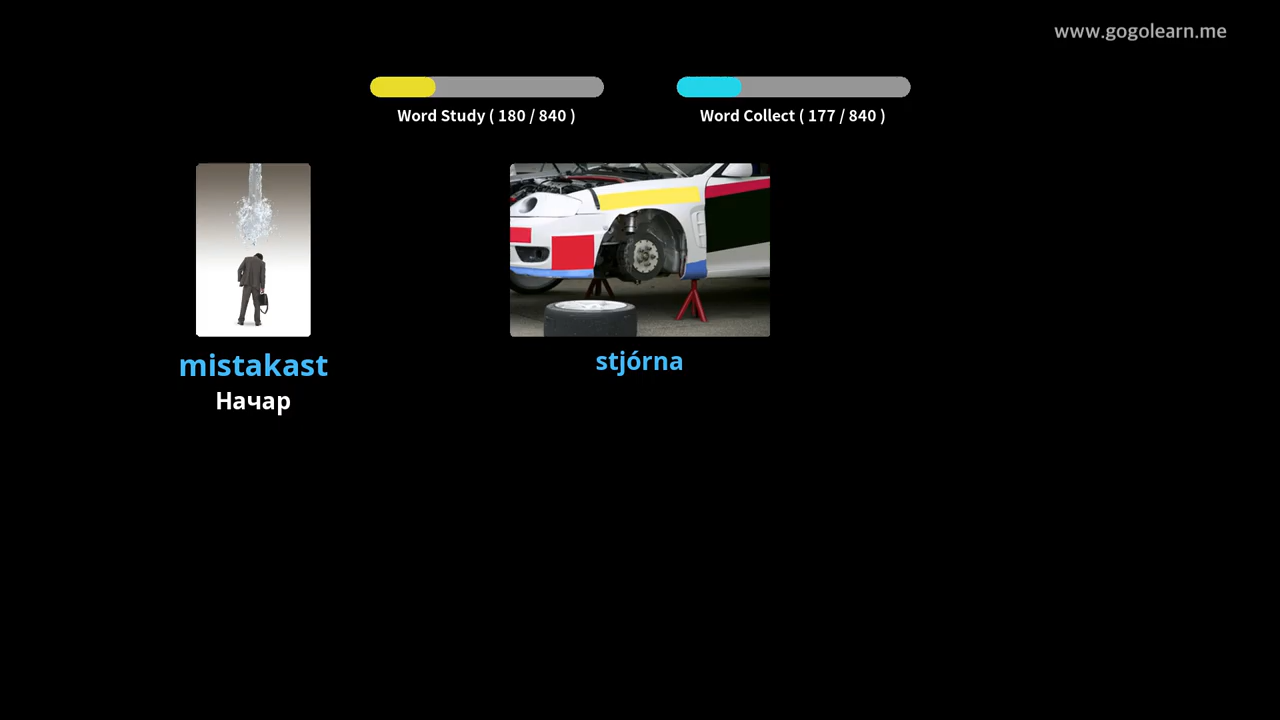 www.gogolearn.me
Word Study ( 180 / 840 )
Word Collect ( 177 / 840 )
mistakast
Начар
stjórna